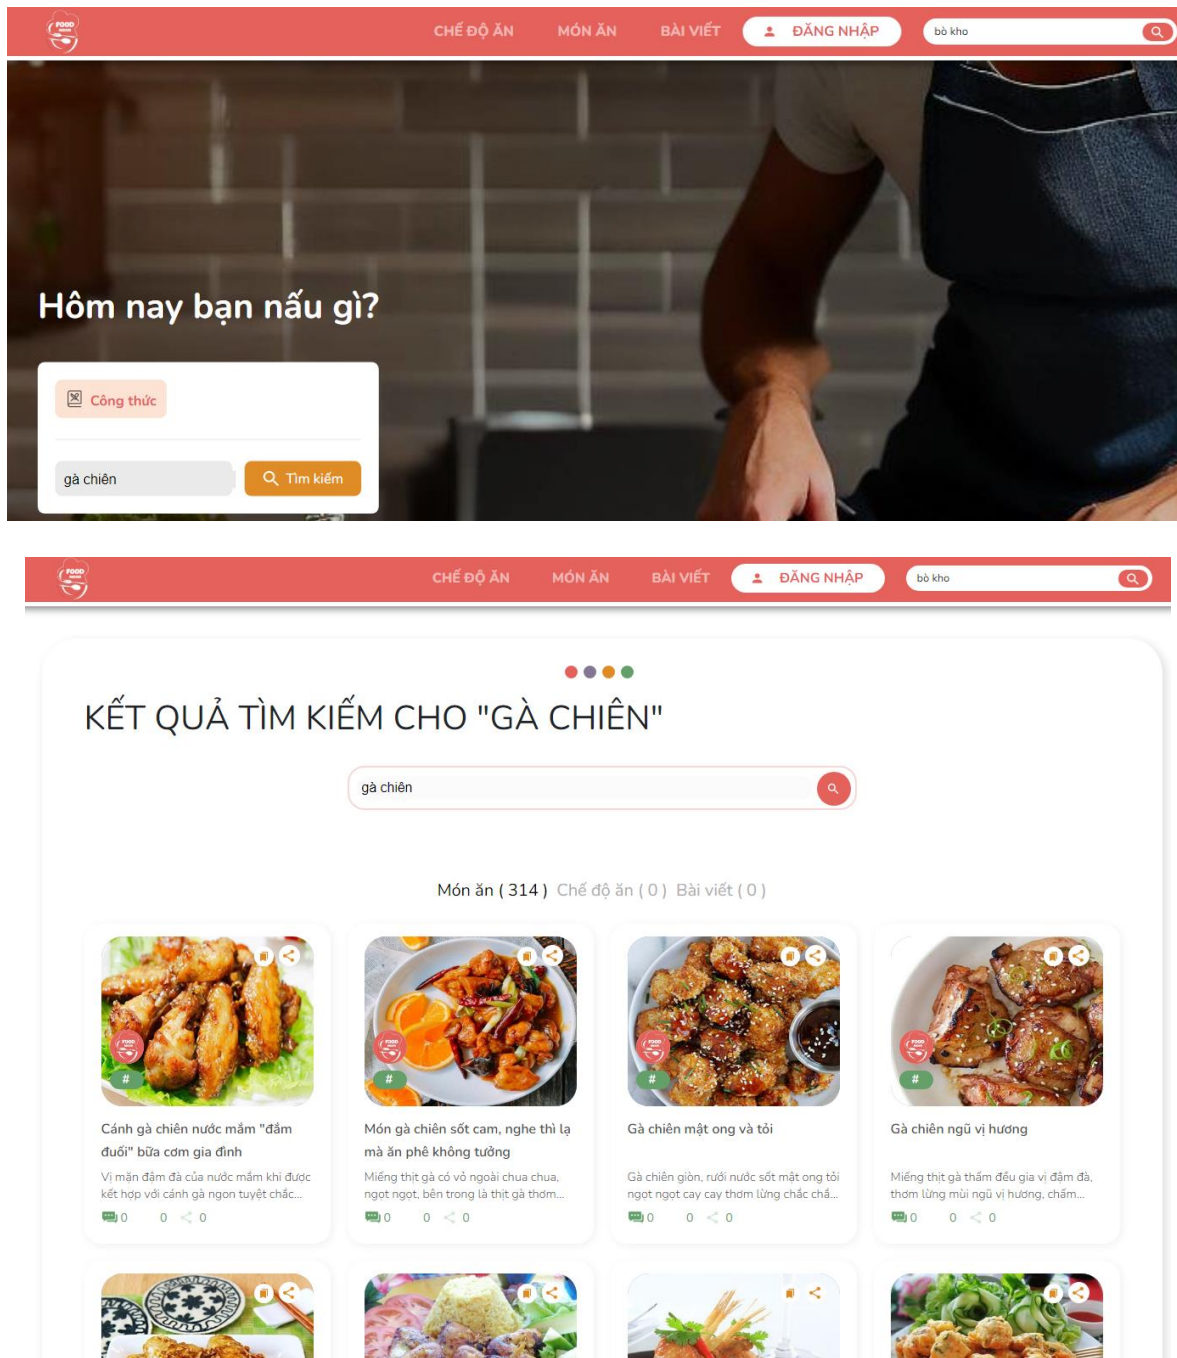 FOOD
CHẾ ĐỘ ĂN
MÓN ĂN
BÀI VIẾT
ĐĂNG NHẬP
bò kho
Hôm nay bạn nấu gì?
Công thức
gà chiên
Tìm kiếm
FOOD
CHẾ ĐỘ ĂN
MÓN ĂN
BÀI VIẾT
ĐĂNG NHẬP
bò kho
KẾT QUẢ TÌM KIẾM CHO "GÀ CHIÊN"
gà chiên
Món ăn ( 314 ) Chế độ ăn ( 0 ) Bài viết ( 0 )
FOOD
#
Cánh gà chiên nước mắm "đắm
đuối" bữa cơm gia đình
Vị mặn đậm đà của nước mắm khi được
kết hợp với cánh gà ngon tuyệt chắc...
0 0 0
FOOD
#
Món gà chiên sốt cam, nghe thì lạ
mà ăn phê không tưởng
Miếng thịt gà có vỏ ngoài chua chua,
ngọt ngọt, bên trong là thịt gà thơm...
0 0 0
FOOD
#
Gà chiên mật ong và tỏi
Gà chiên giòn, rưới nước sốt mật ong tỏi
ngọt ngọt cay cay thơm lừng chắc chắ...
0 0 0
FOOD
#
Gà chiên ngũ vị hương
Miếng thịt gà thấm đều gia vị đậm đà,
thơm lừng mùi ngũ vị hương, chấm...
0 0 0